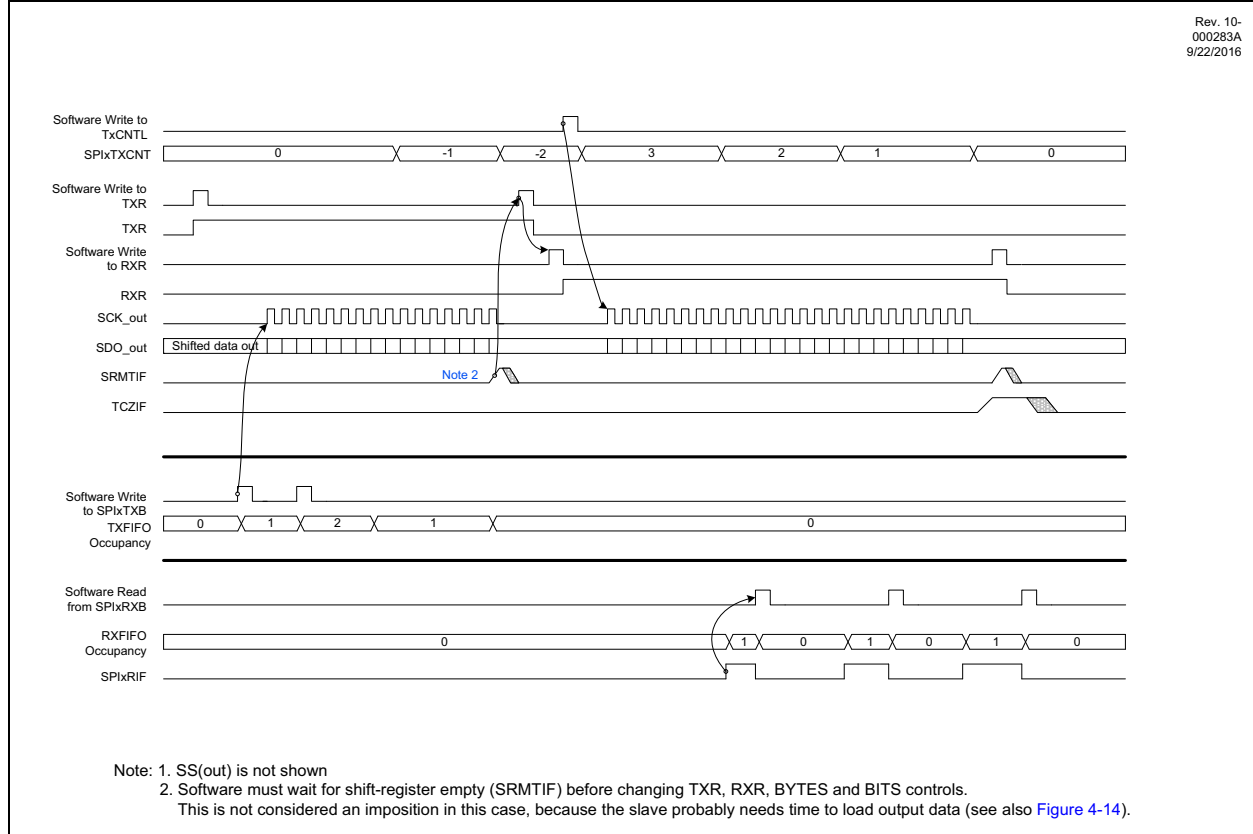 Rev. 10-
000283A
9/22/2016
Software Write to
TxCNTL
SPIxTXCNT
0
-1
-2
3
2
1
0
Software Write to
TXR
TXR
Software Write
to RXR
RXR
SCK_out
SDO_out
Shifted data out
SRMTIF
Note 2
TCZIF
Software Write
to SPIxTXB
TXFIFO
Occupancy
0
1
2
1
0
Software Read
from SPIxRXB
RXFIFO
Occupancy
0
1
0
1
0
1
0
SPIxRIF
Note: 1. SS(out) is not shown
2. Software must wait for shift-register empty (SRMTIF) before changing TXR, RXR, BYTES and BITS controls.
This is not considered an imposition in this case, because the slave probably needs time to load output data (see also Figure 4-14).